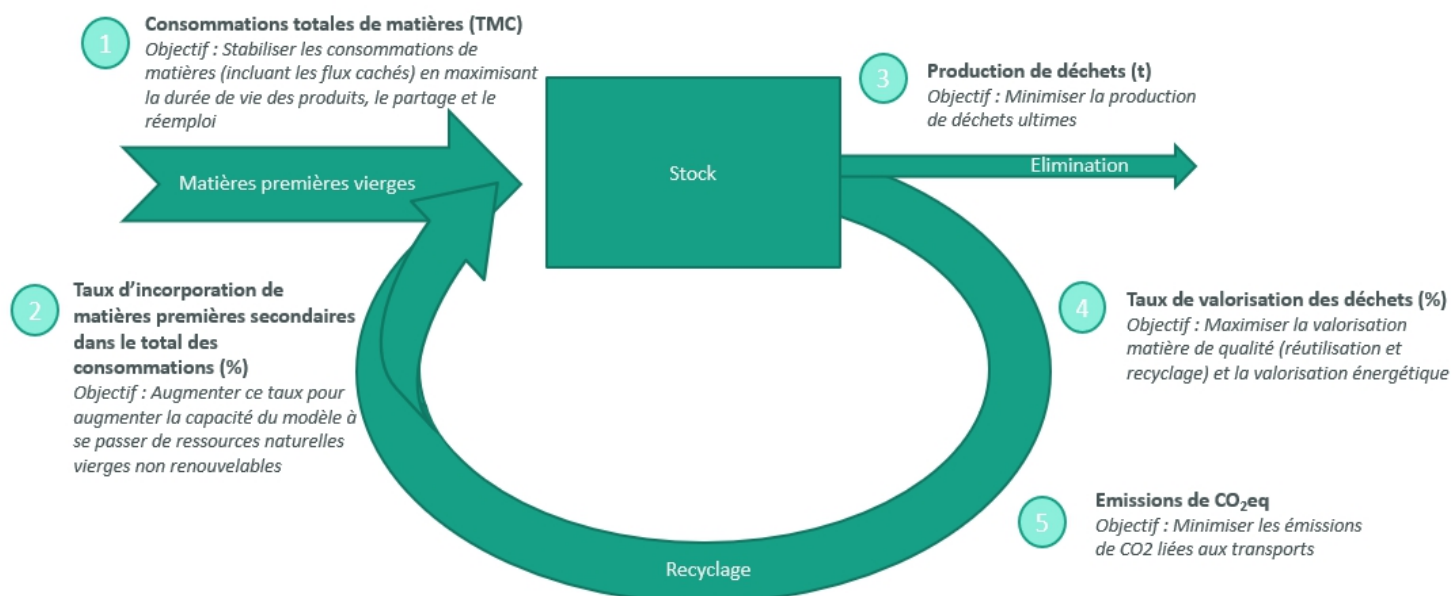 1
Consommations totales de matières (TMC)
Objectif : Stabiliser les consommations de
matières (incluant les flux cachés) en maximisant
la durée de vie des produits, le partage et le
réemploi
3
Production de déchets (t)
Objectif : Minimiser la production
de déchets ultimes
Matières premières vierges
Stock
Elimination
2
Taux d’incorporation de
matières premières secondaires
dans le total des
consommations (%)
Objectif : Augmenter ce taux pour
augmenter la capacité du modèle à
se passer de ressources naturelles
vierges non renouvelables
4
Taux de valorisation des déchets (%)
Objectif : Maximiser la valorisation
matière de qualité (réutilisation et
recyclage) et la valorisation énergétique
5
Emissions de CO₂eq
Objectif : Minimiser les émissions
de CO2 liées aux transports
Recyclage